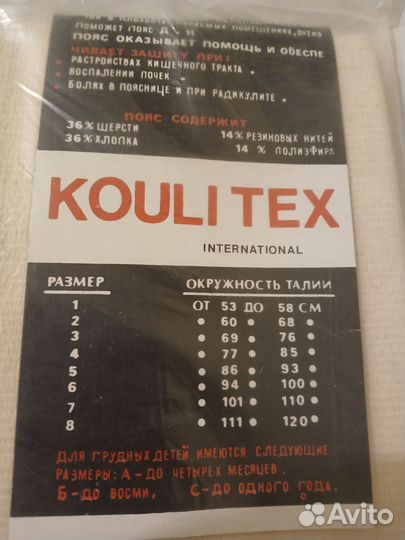 ПОМОЖЕТ ПОЯС Д Н
ПОЯС ОКАЗЫВАЕТ ПОМОЩЬ И ОБЕСПЕ
ЧИВАЕТ ЗАЩИТУ ПРИ:
• РАСТРОЙСТВАХ КИШЕЧНОГО ТРАКТА •
• ВОСПАЛЕНИИ ПОЧЕК •
• БОЛЯХ В ПОЯСНИЦЕ И ПРИ РАДИКУЛИТЕ •
ПОЯС СОДЕРЖИТ
36% ШЕРСТИ 14% РЕЗИНОВЫХ НИТЕЙ
36% ХЛОПКА 14 % ПОЛИЭФИРА
KOULITEX
INTERNATIONAL
РАЗМЕР ОКРУЖНОСТЬ ТАЛИИ
1 ОТ 53 ДО 58 СМ
2 • 60 • 68 •
3 • 69 • 76 •
4 • 77 • 85 •
5 • 86 • 93 •
6 • 94 • 100 •
7 • 101 • 110 •
8 • 111 • 120 •
ДЛЯ ГРУДНЫХ ДЕТЕЙ ИМЕЮТСЯ СЛЕДУЮЩИЕ
РАЗМЕРЫ: А-ДО ЧЕТЫРЕХ МЕСЯЦЕВ.
Б-ДО ВОСМИ, С-ДО ОДНОГО ГОДА.
Avito